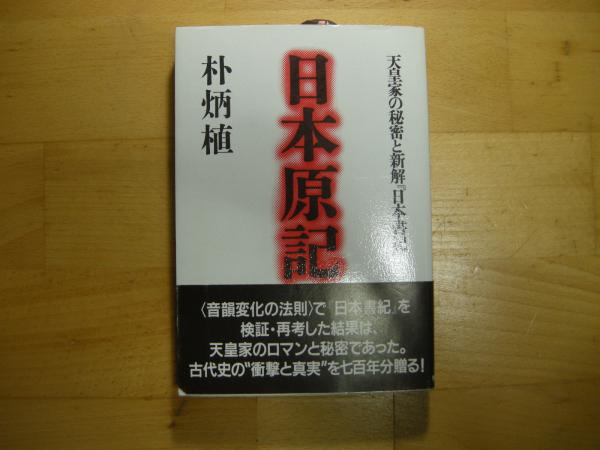 天皇家の秘密と新解『日本書紀
日本原記
朴炳植
〈音韻変化の法則〉で『日本書紀』を
検証・再考した結果は、
天皇家のロマンと秘密であった。
古代史の"衝撃と真実"を七百年分贈る!